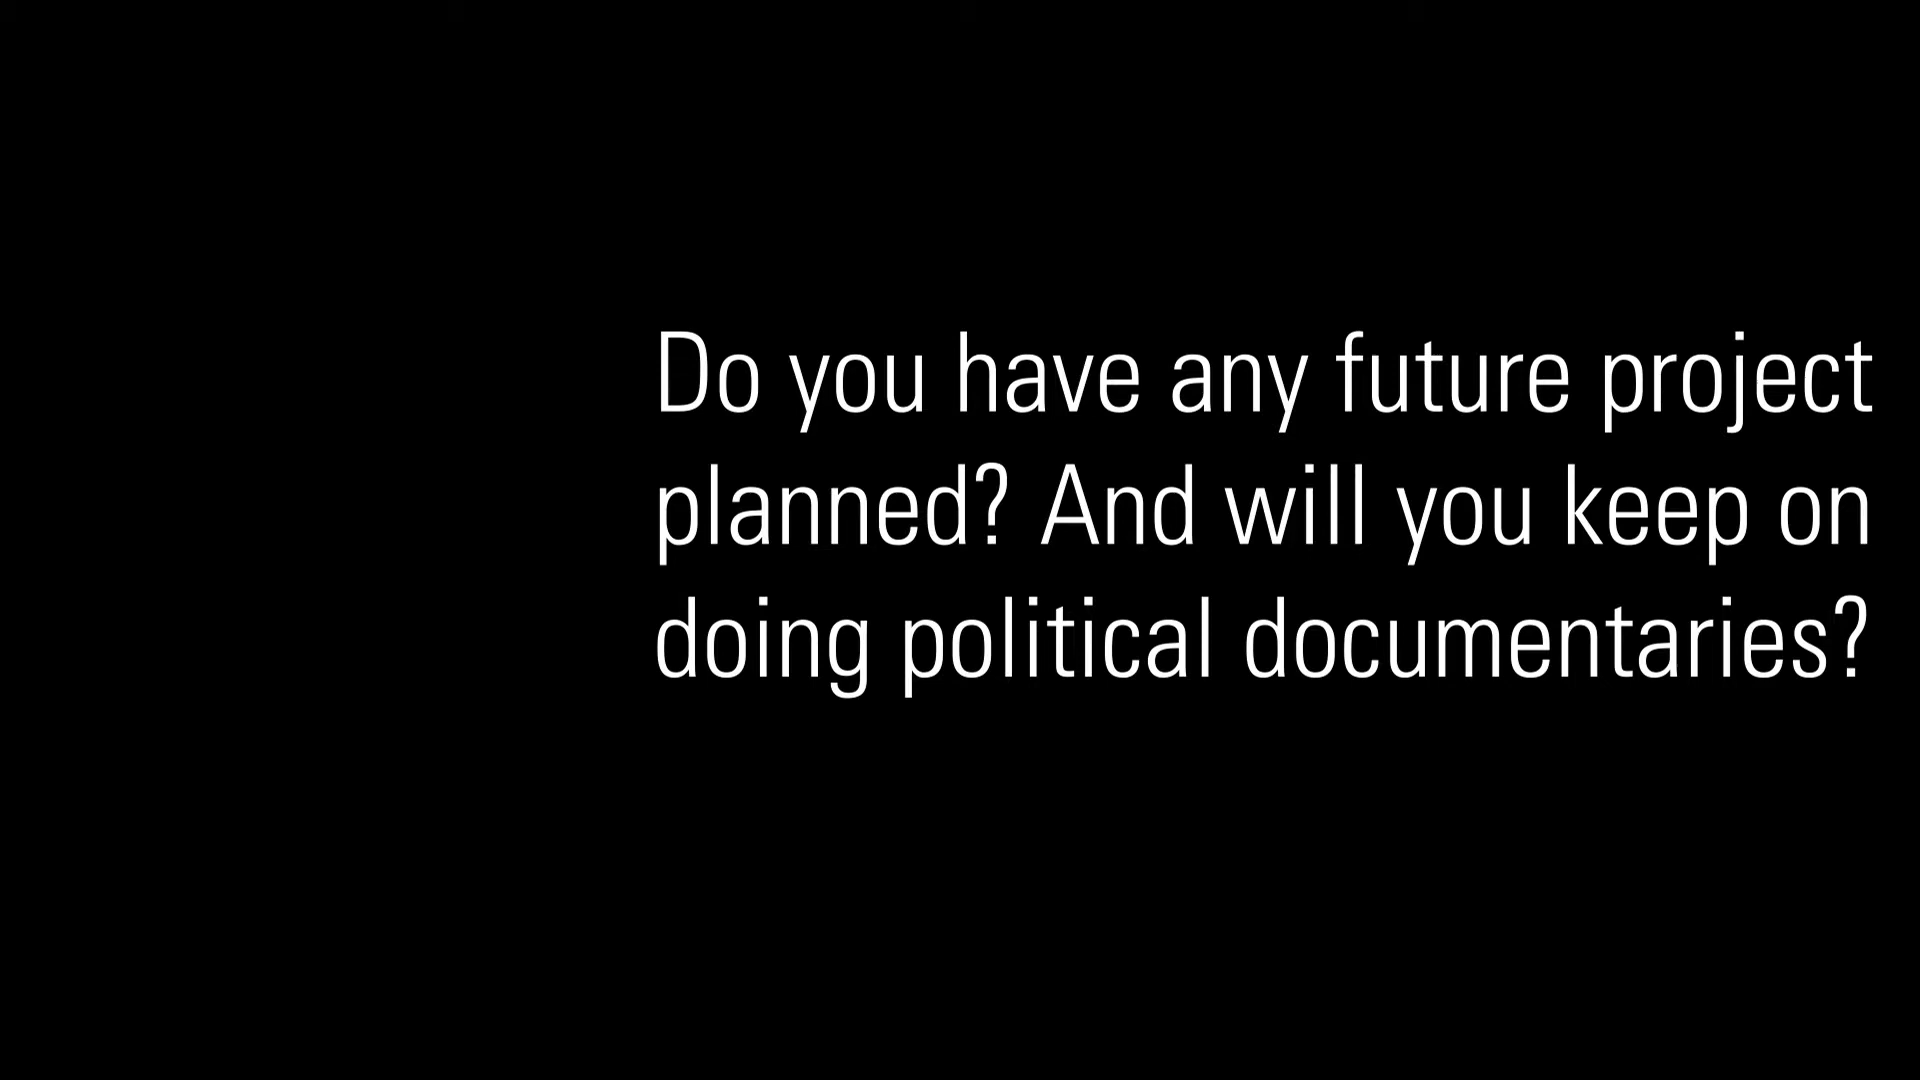 Do you have any future project
planned? And will you keep on
doing political documentaries?